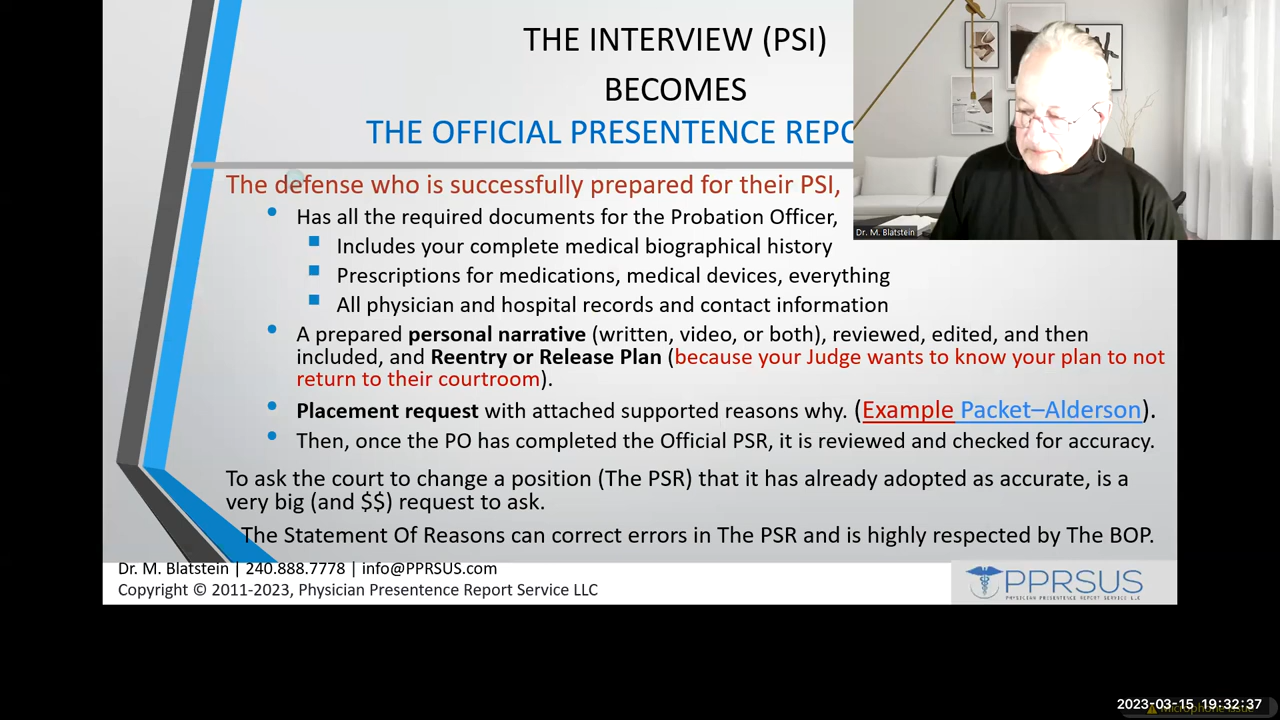 THE INTERVIEW (PSI)
BECOMES
THE OFFICIAL PRESENTENCE REPO
The defense who is successfully prepared for their PSI,
Has all the required documents for the Probation Officer,
Includes your complete medical biographical history
Prescriptions for medications, medical devices, everything
All physician and hospital records and contact information
A prepared personal narrative (written, video, or both), reviewed, edited, and then
included, and Reentry or Release Plan (because your Judge wants to know your plan to not
return to their courtroom).
Placement request with attached supported reasons why. (Example Packet–Alderson).
Then, once the PO has completed the Official PSR, it is reviewed and checked for accuracy.
To ask the court to change a position (The PSR) that it has already adopted as accurate, is a
very big (and $$) request to ask.
The Statement Of Reasons can correct errors in The PSR and is highly respected by The BOP.
Dr. M. Blatstein | 240.888.7778 | info@PPRSUS.com
Copyright © 2011-2023, Physician Presentence Report Service LLC
PPRSUS
PHYSICIAN PRESENTENCE REPORT SERVICE LLC
Dr. M. Blatstein
2023-03-15 19:32:37
Microphone issue